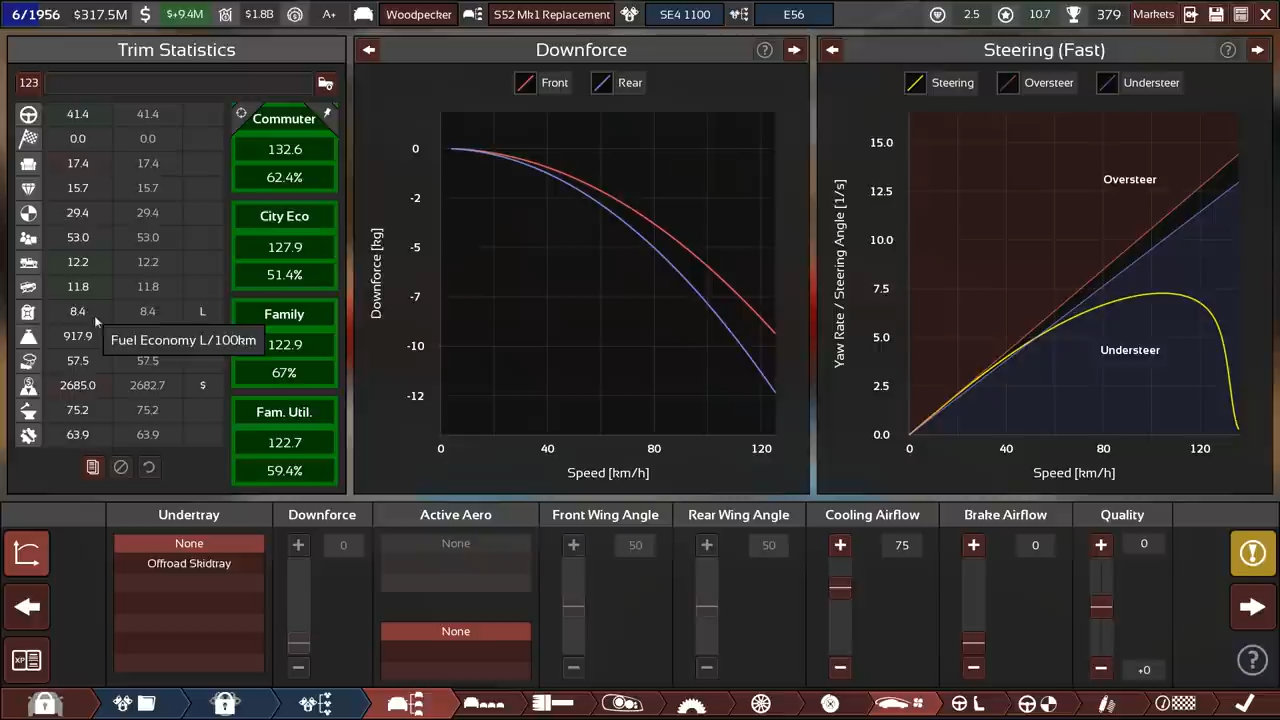 6/1956 $317.5M $ $+9.4M $1.8B A+ Woodpecker S52 Mk1 Replacement SE4 1100 E56 2.5 10.7 379 Markets
Trim Statistics
123
41.4 41.4
0.0 0.0
17.4 17.4
15.7 15.7
29.4 29.4
53.0 53.0
12.2 12.2
11.8 11.8
8.4 8.4 L
917.9
57.5 57.5
2685.0 2682.7 $
75.2 75.2
63.9 63.9
Fuel Economy L/100km
Commuter
132.6
62.4%
City Eco
127.9
51.4%
Family
122.9
67%
Fam. Util.
122.7
59.4%
Downforce
?
Front Rear
Downforce [kg]
0
-2
-5
-7
-10
-12
0 40 80 120
Speed [km/h]
Steering (Fast)
?
Steering Oversteer Understeer
Yaw Rate / Steering Angle [1/s]
15.0
12.5
10.0
7.5
5.0
2.5
0.0
Oversteer
Understeer
0 40 80 120
Speed [km/h]
Undertray
None
Offroad Skidtray
Downforce
+ 0
−
Active Aero
None
None
Front Wing Angle
+ 50
−
Rear Wing Angle
+ 50
−
Cooling Airflow
+ 75
−
Brake Airflow
+ 0
−
Quality
+ 0
− +0
XP
!
?